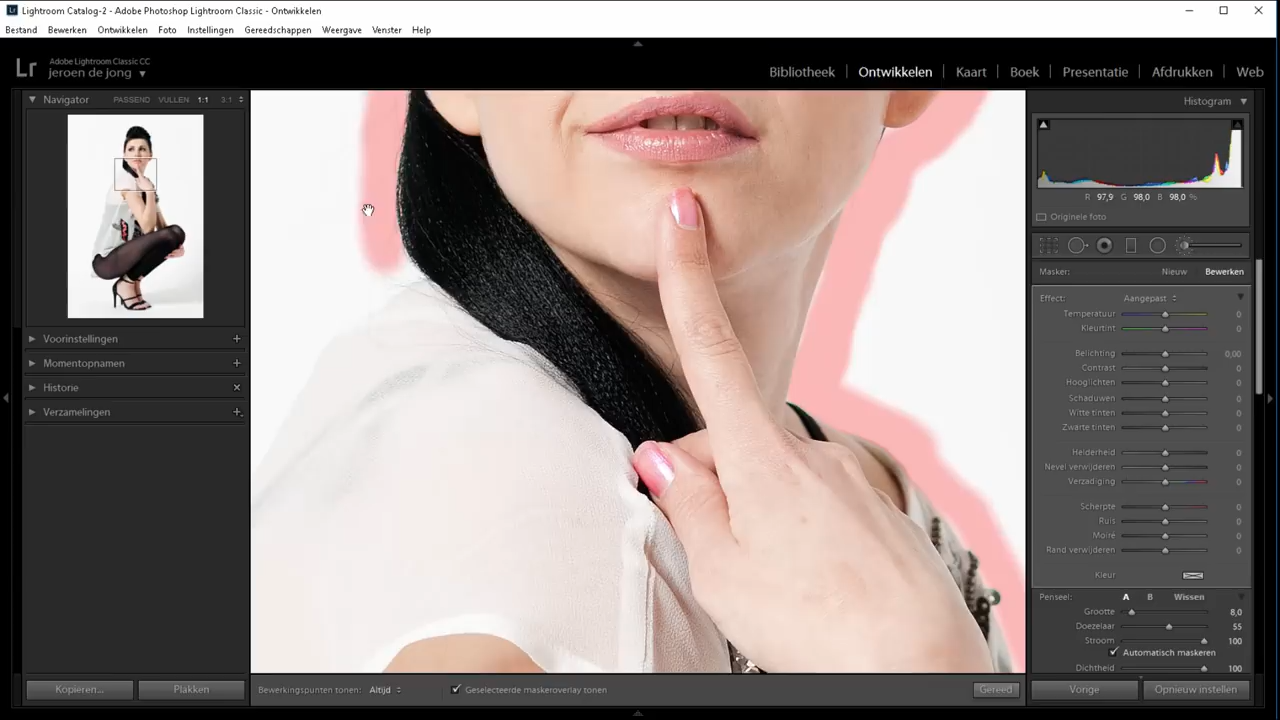 Lightroom Catalog-2 - Adobe Photoshop Lightroom Classic - Ontwikkelen
Bestand Bewerken Ontwikkelen Foto Instellingen Gereedschappen Weergave Venster Help
Lr
Adobe Lightroom Classic CC
jeroen de jong
Bibliotheek Ontwikkelen Kaart Boek Presentatie Afdrukken Web
Navigator PASSEND VULLEN 1:1 3:1
Voorinstellingen
Momentopnamen
Historie
Verzamelingen
Kopiëren... Plakken
Bewerkingspunten tonen: Altijd Geselecteerde maskeroverlay tonen Gereed
Histogram
R 97,9 G 98,0 B 98,0 %
Originele foto
Masker: Nieuw Bewerken
Effect: Aangepast
Temperatuur 0
Kleurtint 0
Belichting 0,00
Contrast 0
Hooglichten 0
Schaduwen 0
Witte tinten 0
Zwarte tinten 0
Helderheid 0
Nevel verwijderen 0
Verzadiging 0
Scherpte 0
Ruis 0
Moiré 0
Rand verwijderen 0
Kleur
Penseel: A B Wissen
Grootte 8,0
Doezelaar 55
Stroom 100
Automatisch maskeren
Dichtheid 100
Vorige Opnieuw instellen